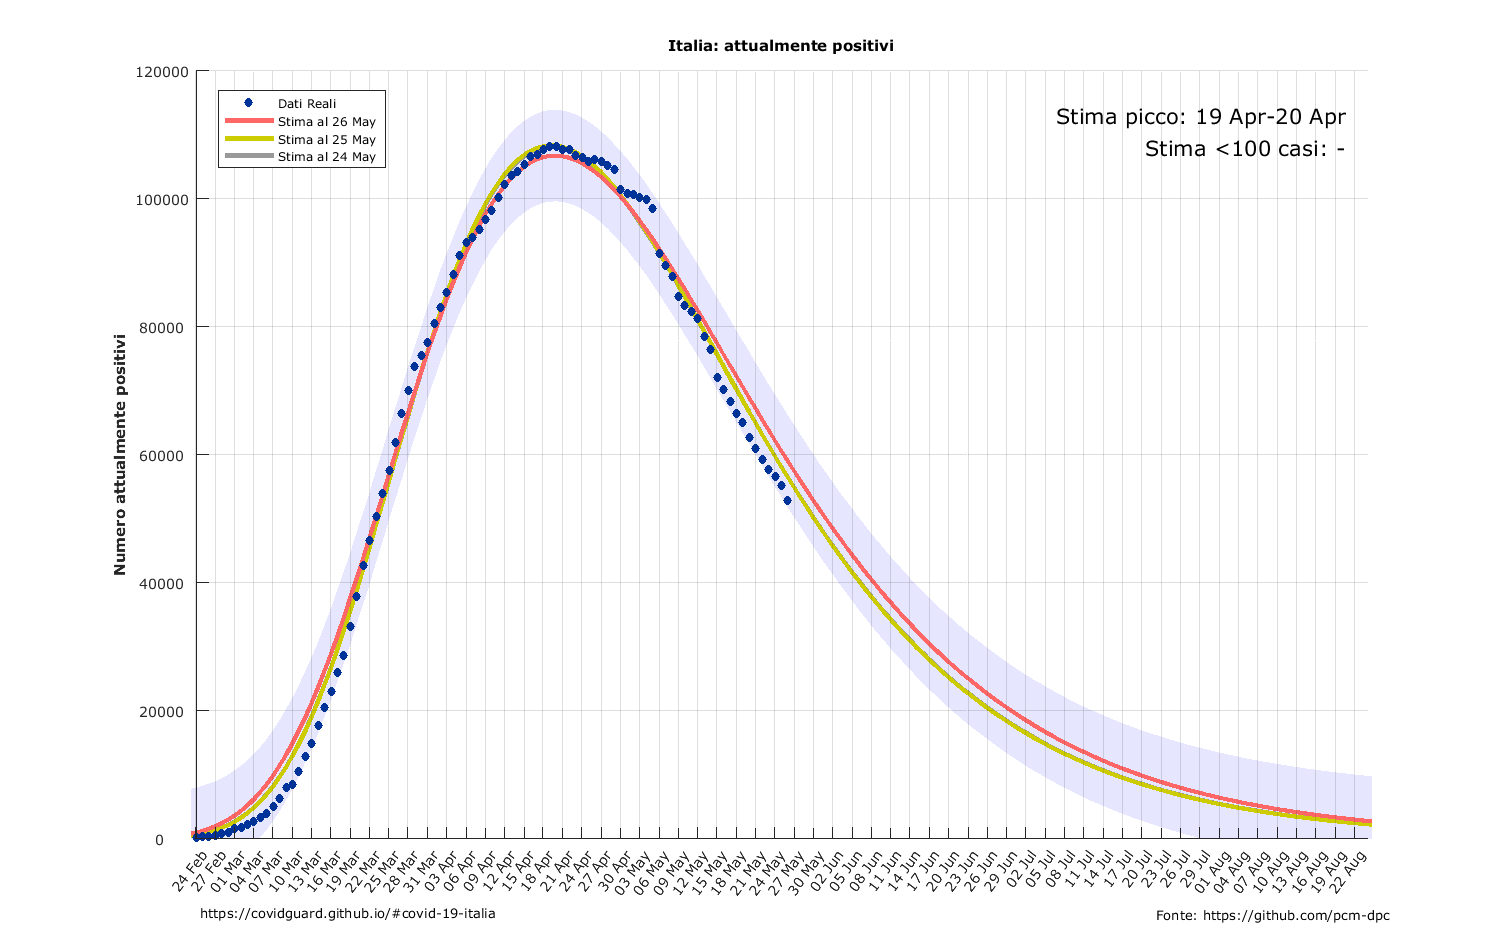 Italia: attualmente positivi
120000
100000
80000
60000
40000
20000
0
Numero attualmente positivi
Dati Reali
Stima al 26 May
Stima al 25 May
Stima al 24 May
Stima picco: 19 Apr-20 Apr
Stima <100 casi: -
24 Feb
27 Feb
01 Mar
04 Mar
07 Mar
10 Mar
13 Mar
16 Mar
19 Mar
22 Mar
25 Mar
28 Mar
31 Mar
03 Apr
06 Apr
09 Apr
12 Apr
15 Apr
18 Apr
21 Apr
24 Apr
27 Apr
30 Apr
03 May
06 May
09 May
12 May
15 May
18 May
21 May
24 May
27 May
30 May
02 Jun
05 Jun
08 Jun
11 Jun
14 Jun
17 Jun
20 Jun
23 Jun
26 Jun
29 Jun
02 Jul
05 Jul
08 Jul
11 Jul
14 Jul
17 Jul
20 Jul
23 Jul
26 Jul
29 Jul
01 Aug
04 Aug
07 Aug
10 Aug
13 Aug
16 Aug
19 Aug
22 Aug
https://covidguard.github.io/#covid-19-italia
Fonte: https://github.com/pcm-dpc